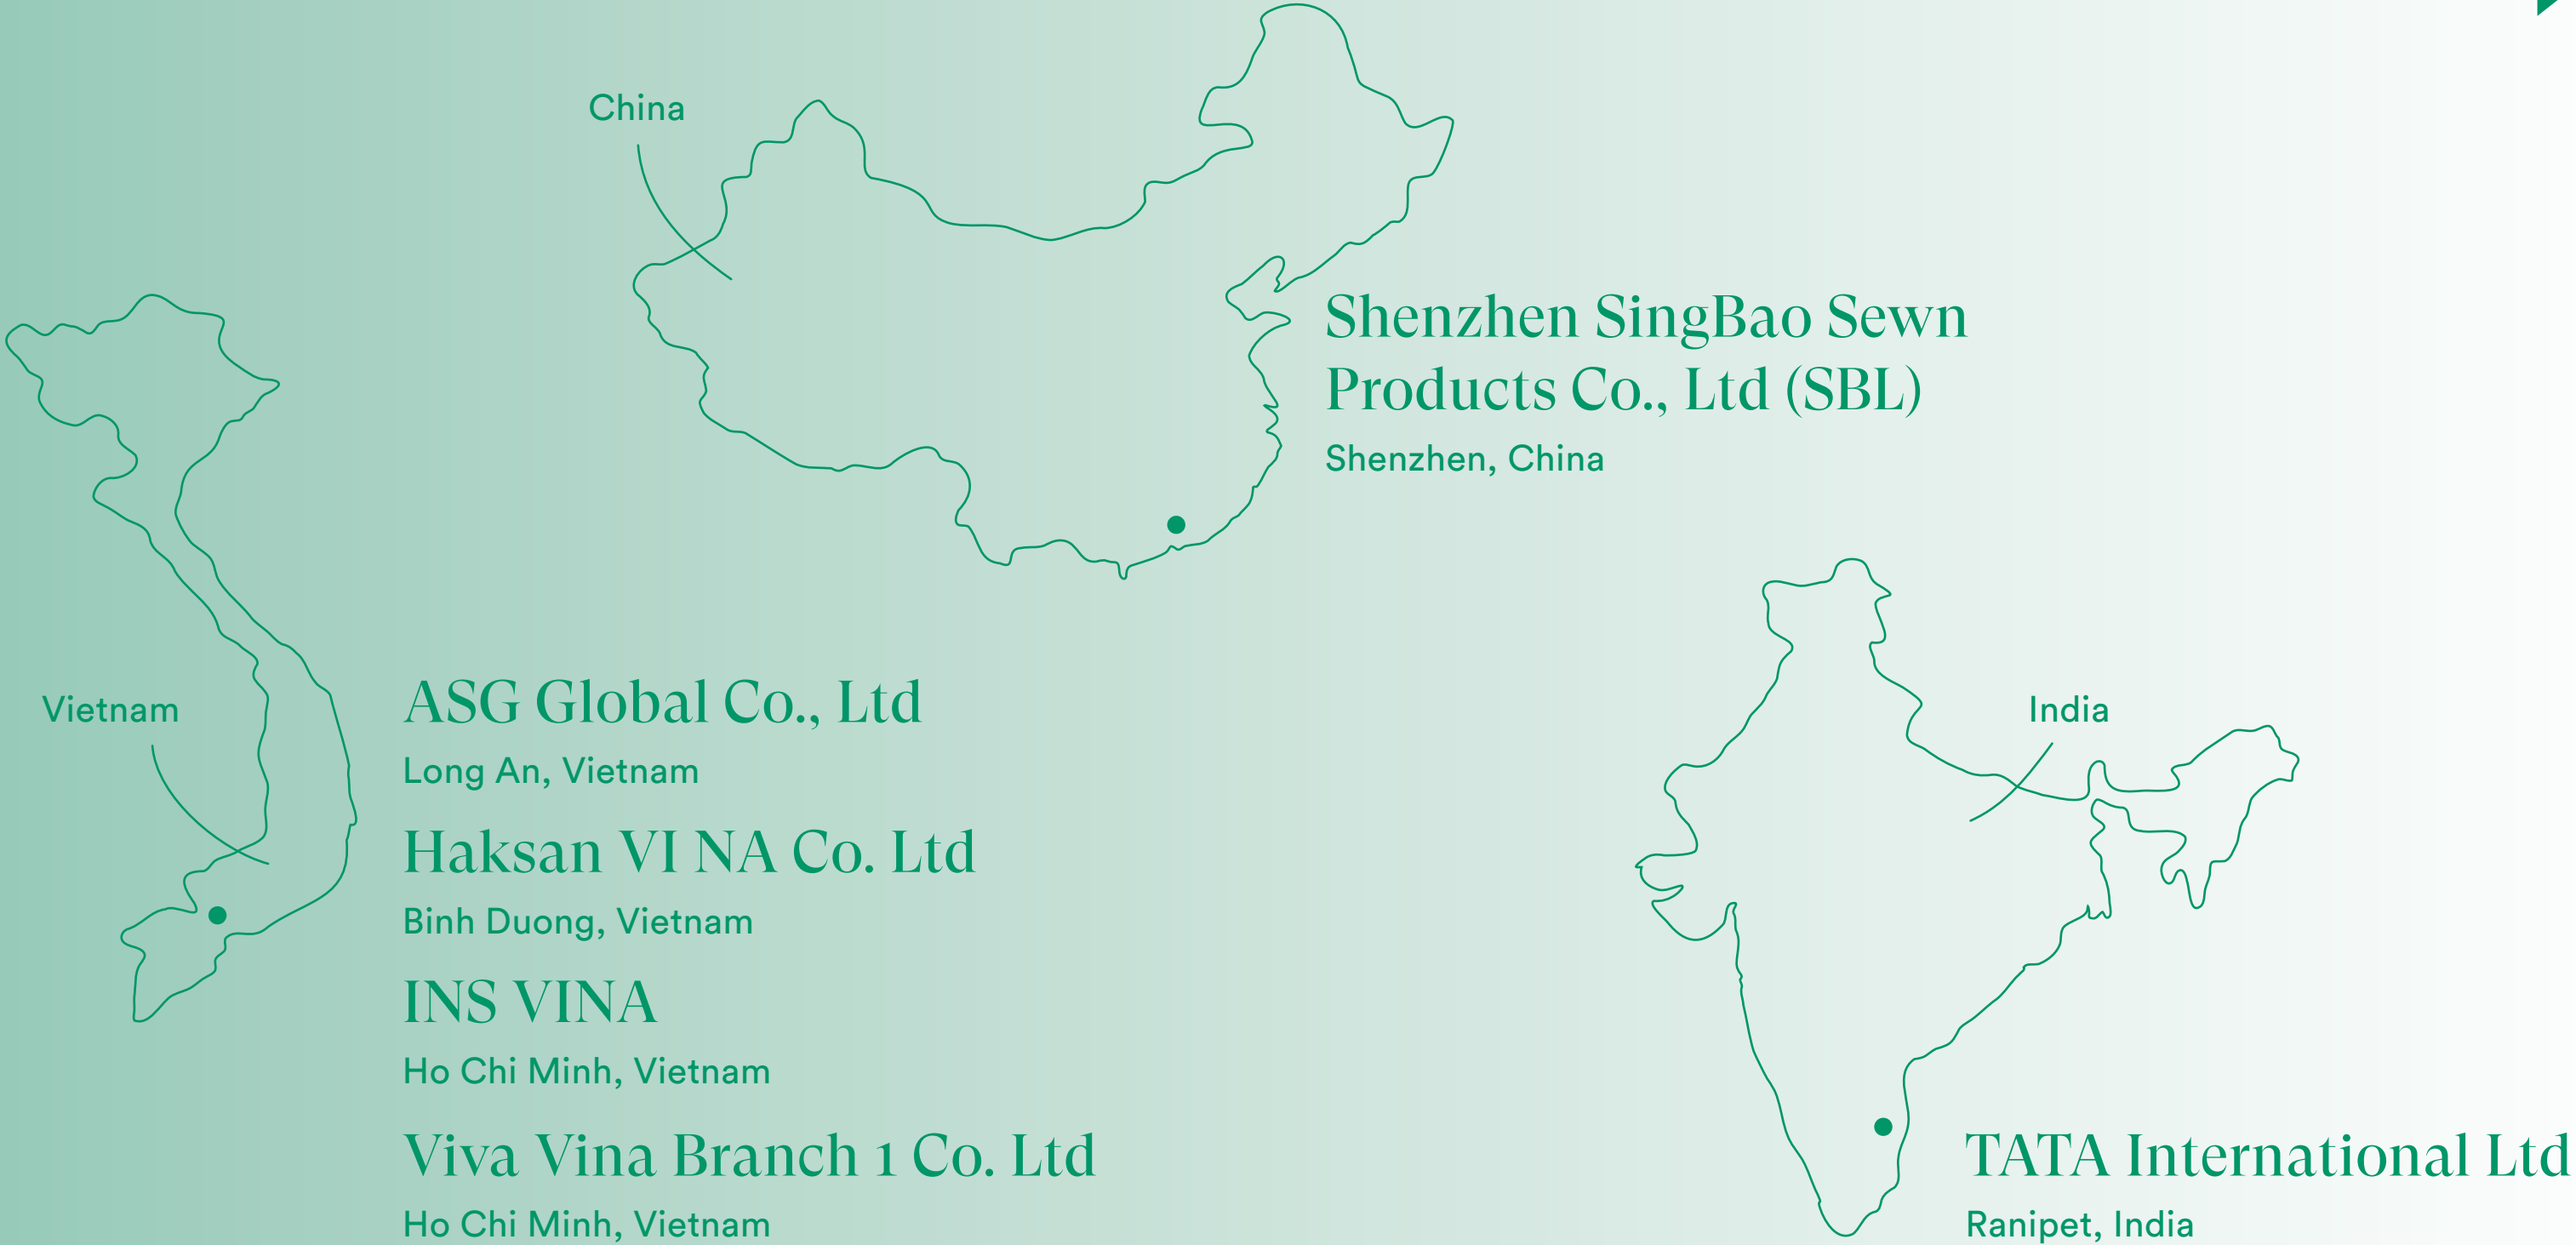 China
Shenzhen SingBao Sewn
Products Co., Ltd (SBL)
Shenzhen, China
Vietnam
ASG Global Co., Ltd
Long An, Vietnam
Haksan VI NA Co. Ltd
Binh Duong, Vietnam
INS VINA
Ho Chi Minh, Vietnam
Viva Vina Branch 1 Co. Ltd
Ho Chi Minh, Vietnam
India
TATA International Ltd
Ranipet, India